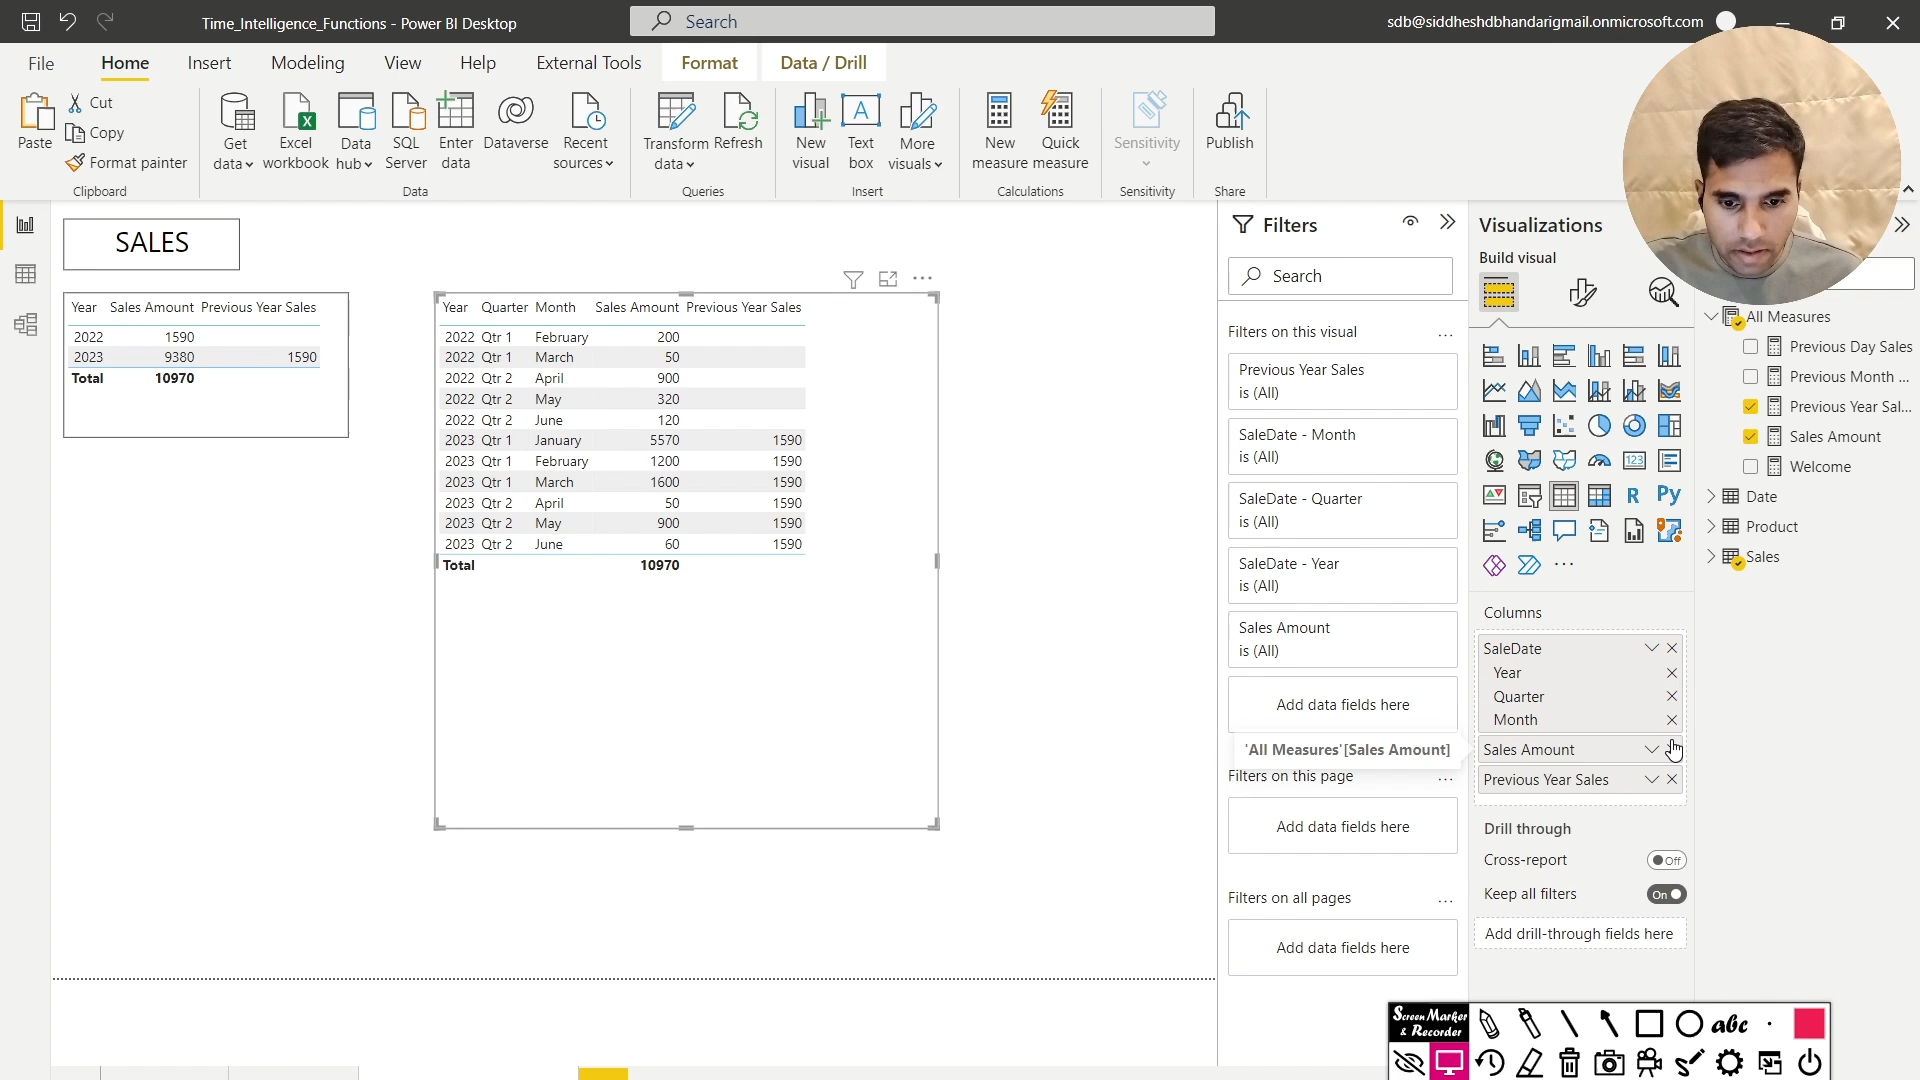 Time_Intelligence_Functions - Power BI Desktop
Search
sdb@siddheshdbhandarigmail.onmicrosoft.com
File
Home
Insert
Modeling
View
Help
External Tools
Format
Data / Drill
Paste
Cut
Copy
Format painter
Clipboard
Get data
Excel workbook
Data hub
SQL Server
Enter data
Dataverse
Recent sources
Data
Transform data
Refresh
Queries
New visual
Text box
More visuals
Insert
New measure
Quick measure
Calculations
Sensitivity
Sensitivity
Publish
Share
SALES
Year Sales Amount Previous Year Sales
2022 1590
2023 9380 1590
Total 10970
Year Quarter Month Sales Amount Previous Year Sales
2022 Qtr 1 February 200
2022 Qtr 1 March 50
2022 Qtr 2 April 900
2022 Qtr 2 May 320
2022 Qtr 2 June 120
2023 Qtr 1 January 5570 1590
2023 Qtr 1 February 1200 1590
2023 Qtr 1 March 1600 1590
2023 Qtr 2 April 50 1590
2023 Qtr 2 May 900 1590
2023 Qtr 2 June 60 1590
Total 10970
Filters
Search
Filters on this visual ...
Previous Year Sales
is (All)
SaleDate - Month
is (All)
SaleDate - Quarter
is (All)
SaleDate - Year
is (All)
Sales Amount
is (All)
Add data fields here
'All Measures'[Sales Amount]
Filters on this page ...
Add data fields here
Filters on all pages ...
Add data fields here
Visualizations
Build visual
123
R
Py
...
Columns
SaleDate
Year
Quarter
Month
Sales Amount
Previous Year Sales
Drill through
Cross-report
Off
Keep all filters
On
Add drill-through fields here
All Measures
Previous Day Sales
Previous Month ...
Previous Year Sal...
Sales Amount
Welcome
Date
Product
Sales
Screen Marker
& Recorder
abc